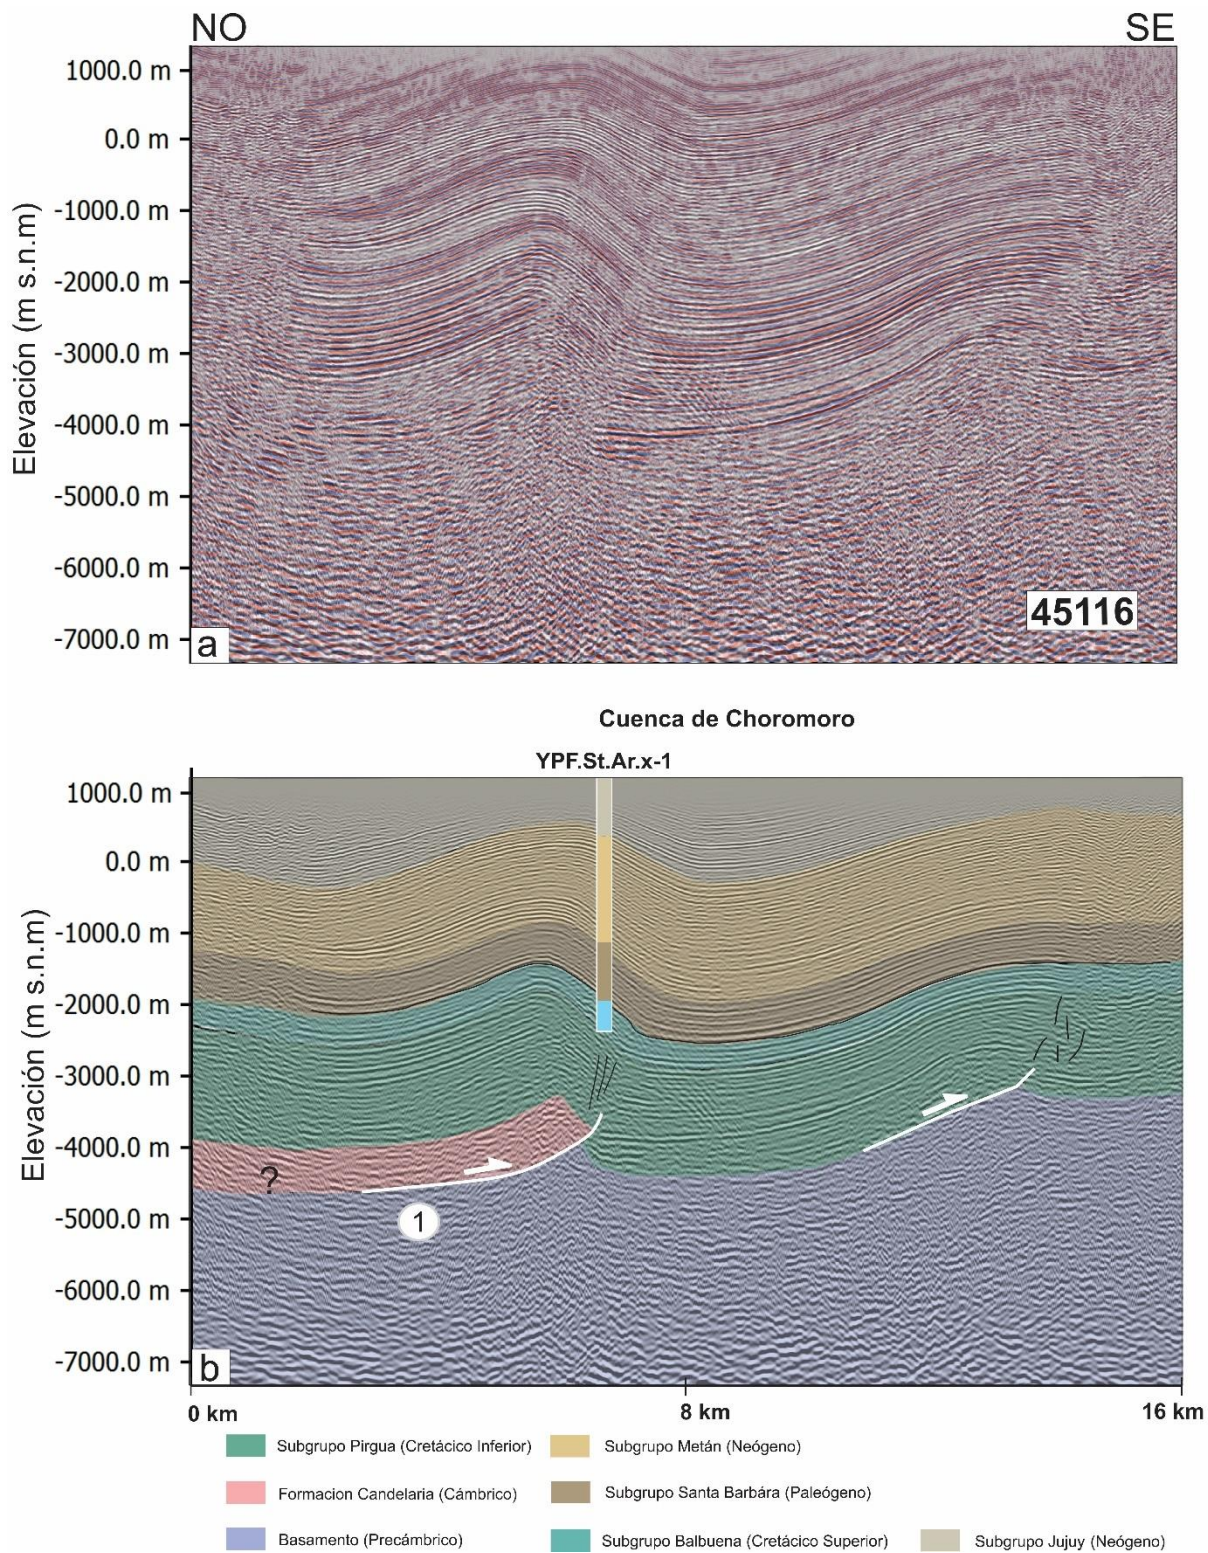 NO SE
1000.0 m
0.0 m
-1000.0 m
-2000.0 m
-3000.0 m
-4000.0 m
-5000.0 m
-6000.0 m
-7000.0 m
Elevación (m s.n.m)
45116
a
Cuenca de Choromoro
YPF.St.Ar.x-1
1000.0 m
0.0 m
-1000.0 m
-2000.0 m
-3000.0 m
-4000.0 m
-5000.0 m
-6000.0 m
-7000.0 m
Elevación (m s.n.m)
?
1
b
0 km 8 km 16 km
Subgrupo Pirgua (Cretácico Inferior) Subgrupo Metán (Neógeno)
Formacion Candelaria (Cámbrico) Subgrupo Santa Barbára (Paleógeno)
Basamento (Precámbrico) Subgrupo Balbuena (Cretácico Superior) Subgrupo Jujuy (Neógeno)